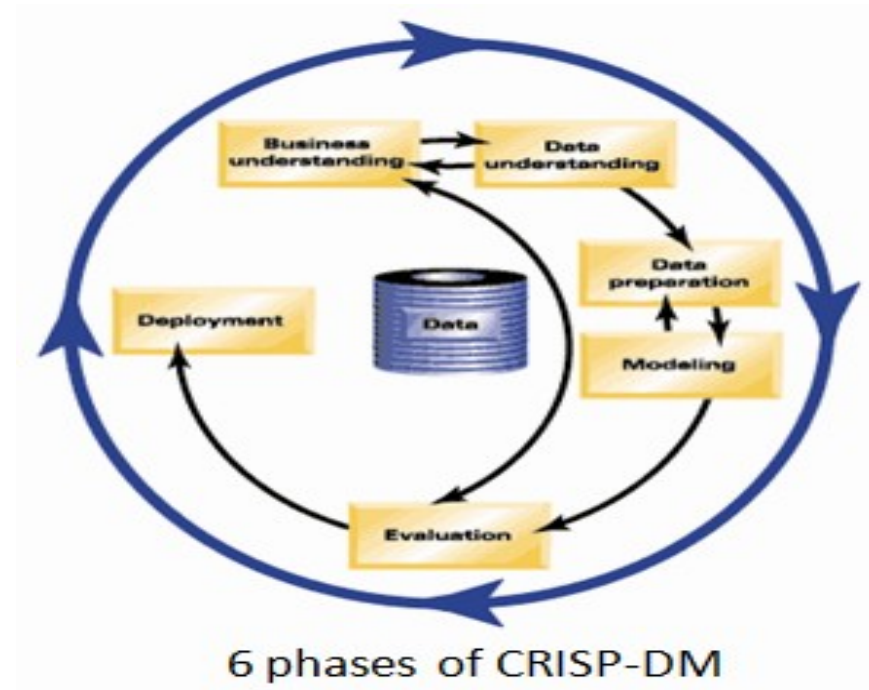 Business
understanding
Data
understanding
Data
preparation
Deployment
Data
Modeling
Evaluation
6 phases of CRISP-DM